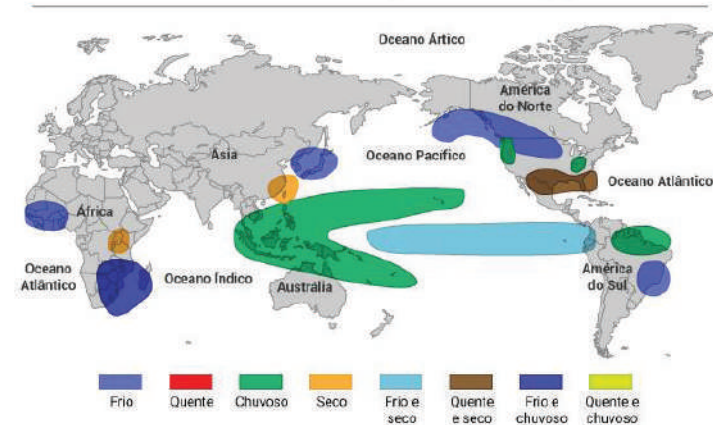 Oceano Ártico
América
do Norte
Ásia
Oceano Pacífico
Oceano Atlântico
África
Oceano
Atlântico
Oceano Índico
Austrália
América
do Sul
Frio
Quente
Chuvoso
Seco
Frio e
seco
Quente
e seco
Frio e
chuvoso
Quente e
chuvoso